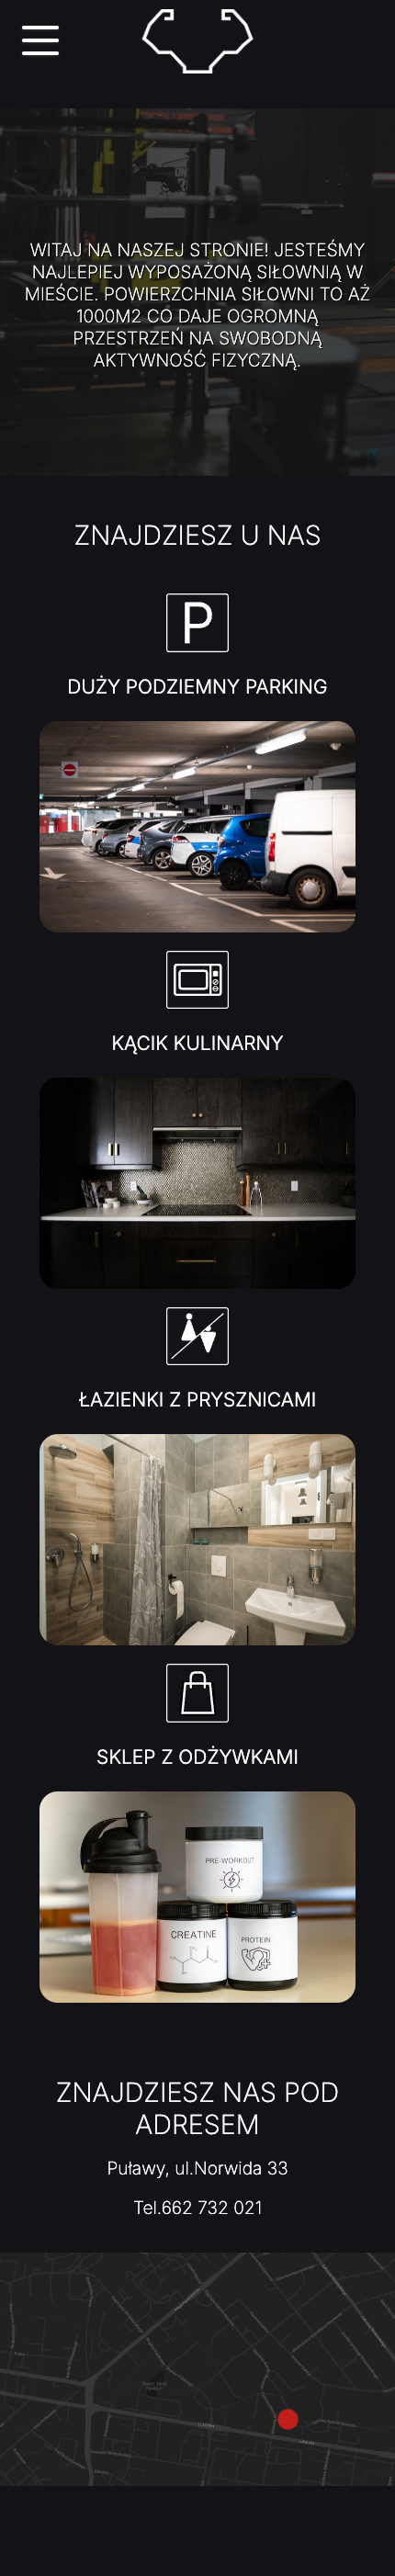 WITAJ NA NASZEJ STRONIE! JESTEŚMY
NAJLEPIEJ WYPOSAŻONĄ SIŁOWNIĄ W
MIEŚCIE. POWIERZCHNIA SIŁOWNI TO AŻ
1000M2 CO DAJE OGROMNĄ
PRZESTRZEŃ NA SWOBODNĄ
AKTYWNOŚĆ FIZYCZNĄ.
ZNAJDZIESZ U NAS
P
DUŻY PODZIEMNY PARKING
KĄCIK KULINARNY
ŁAZIENKI Z PRYSZNICAMI
SKLEP Z ODŻYWKAMI
PRE-WORKOUT
CREATINE
PROTEIN
ZNAJDZIESZ NAS POD
ADRESEM
Puławy, ul.Norwida 33
Tel.662 732 021